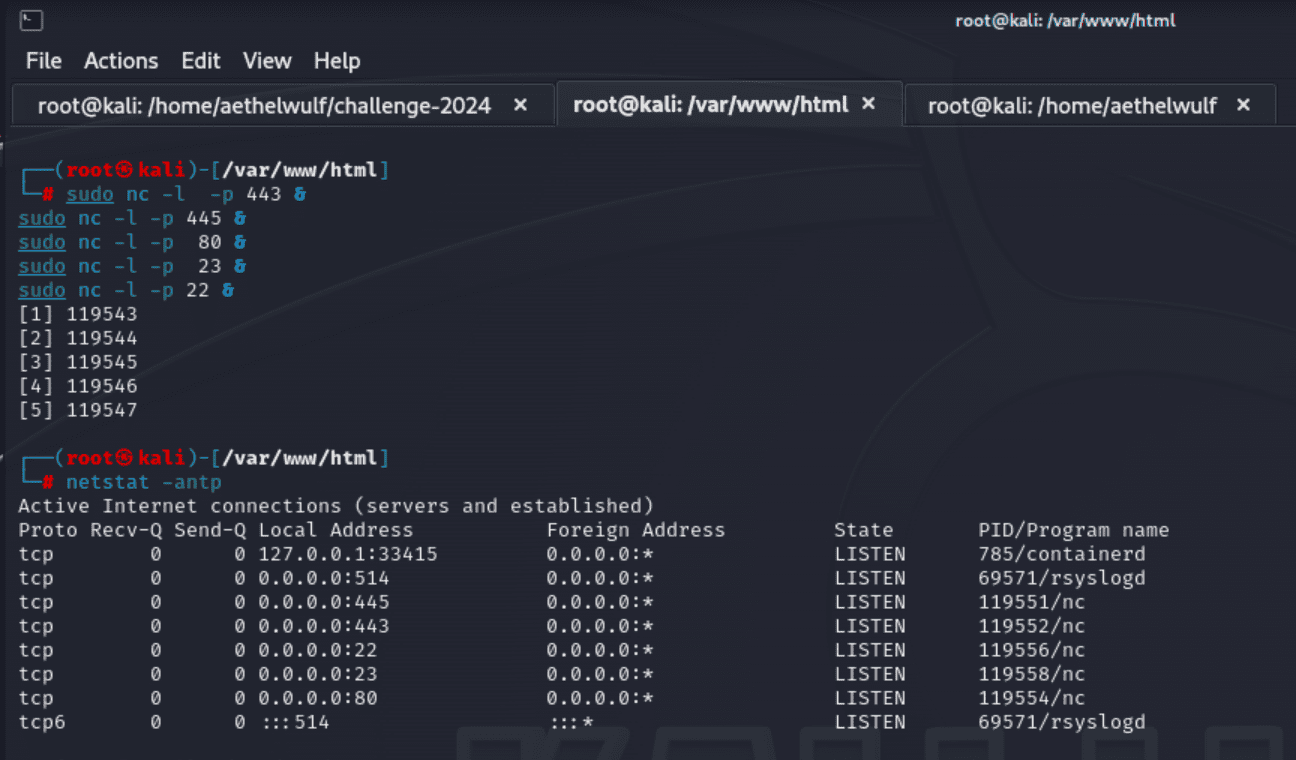 root@kali: /var/www/html
File Actions Edit View Help
root@kali: /home/aethelwulf/challenge-2024 × root@kali: /var/www/html × root@kali: /home/aethelwulf ×
┌──(root㉿kali)-[/var/www/html]
└─# sudo nc -l  -p 443 &
sudo nc -l -p 445 &
sudo nc -l -p  80 &
sudo nc -l -p  23 &
sudo nc -l -p 22 &
[1] 119543
[2] 119544
[3] 119545
[4] 119546
[5] 119547
┌──(root㉿kali)-[/var/www/html]
└─# netstat -antp
Active Internet connections (servers and established)
Proto Recv-Q Send-Q Local Address           Foreign Address         State       PID/Program name
tcp        0      0 127.0.0.1:33415         0.0.0.0:*               LISTEN      785/containerd
tcp        0      0 0.0.0.0:514             0.0.0.0:*               LISTEN      69571/rsyslogd
tcp        0      0 0.0.0.0:445             0.0.0.0:*               LISTEN      119551/nc
tcp        0      0 0.0.0.0:443             0.0.0.0:*               LISTEN      119552/nc
tcp        0      0 0.0.0.0:22              0.0.0.0:*               LISTEN      119556/nc
tcp        0      0 0.0.0.0:23              0.0.0.0:*               LISTEN      119558/nc
tcp        0      0 0.0.0.0:80              0.0.0.0:*               LISTEN      119554/nc
tcp6       0      0 :::514                  :::*                    LISTEN      69571/rsyslogd